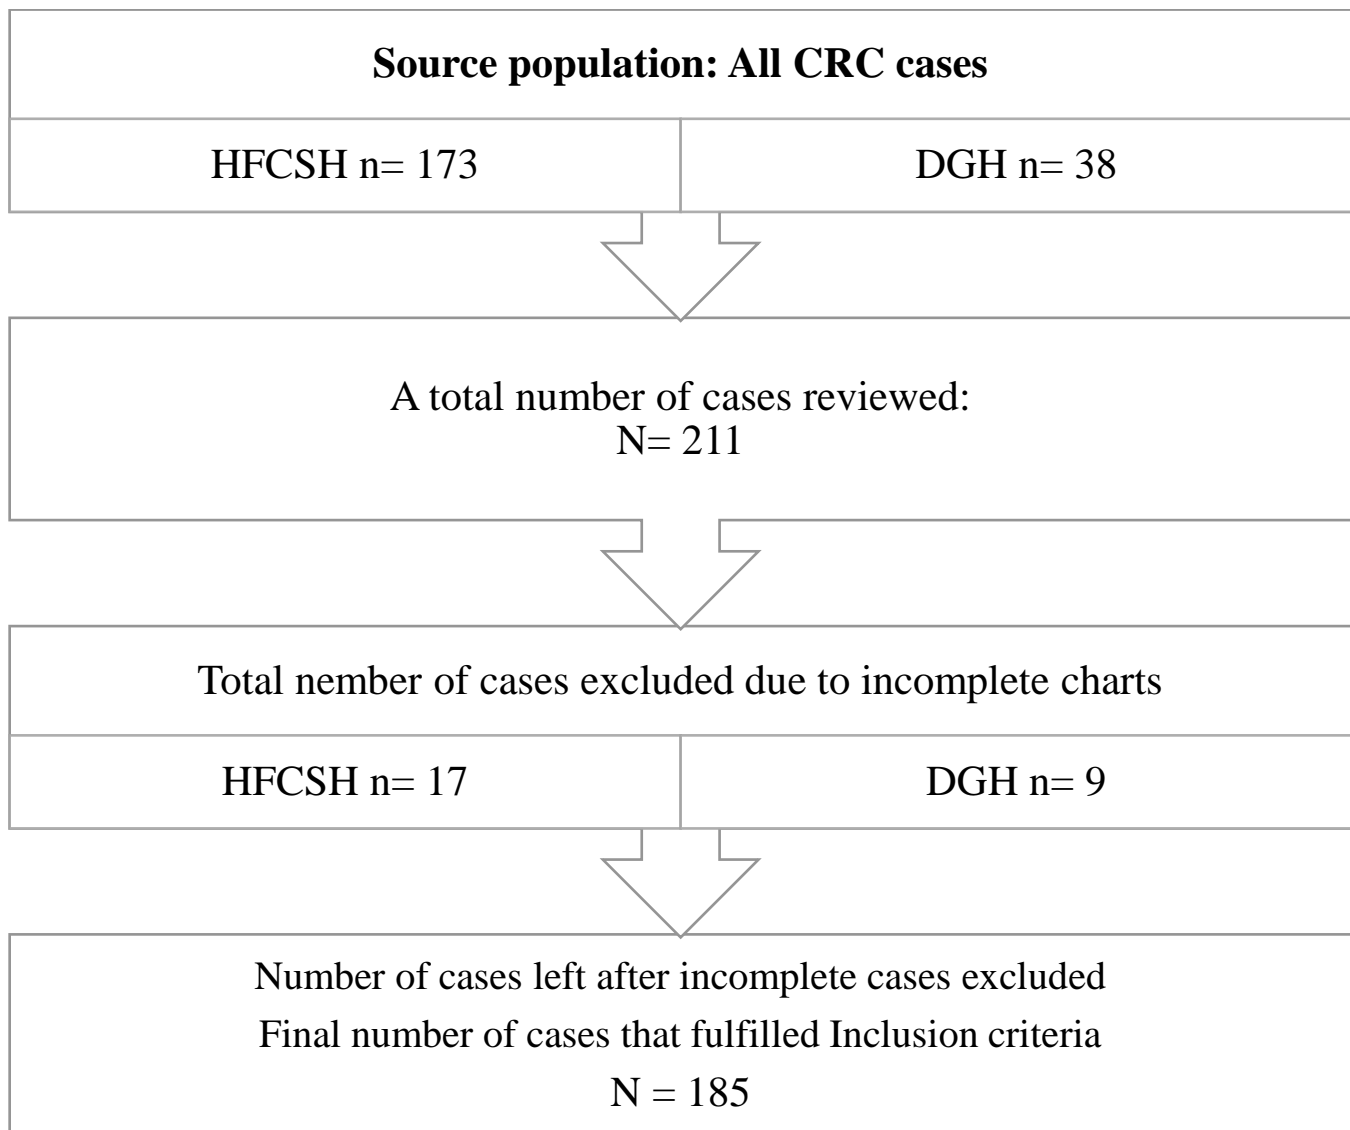 Source population: All CRC cases
HFCSH n= 173
DGH n= 38
A total number of cases reviewed:
N= 211
Total nember of cases excluded due to incomplete charts
HFCSH n= 17
DGH n= 9
Number of cases left after incomplete cases excluded
Final number of cases that fulfilled Inclusion criteria
N = 185